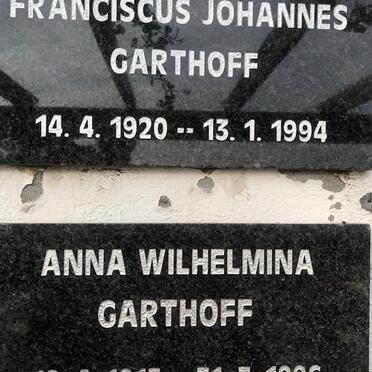 FRANCISCUS JOHANNES
GARTHOFF
14. 4. 1920 -- 13. 1. 1994
ANNA WILHELMINA
GARTHOFF